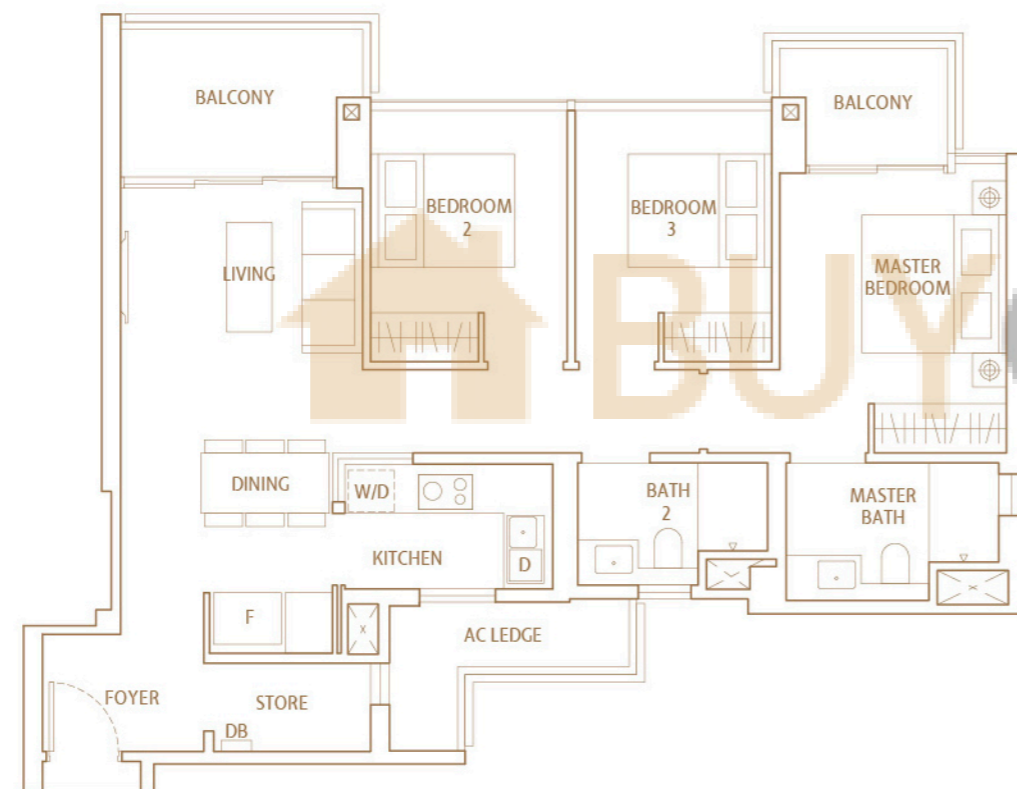 BALCONY
BALCONY
BEDROOM
2
BEDROOM
3
LIVING
MASTER
BEDROOM
BUY
DINING
W/D
BATH
2
MASTER
BATH
KITCHEN
D
F
X
AC LEDGE
FOYER
STORE
DB